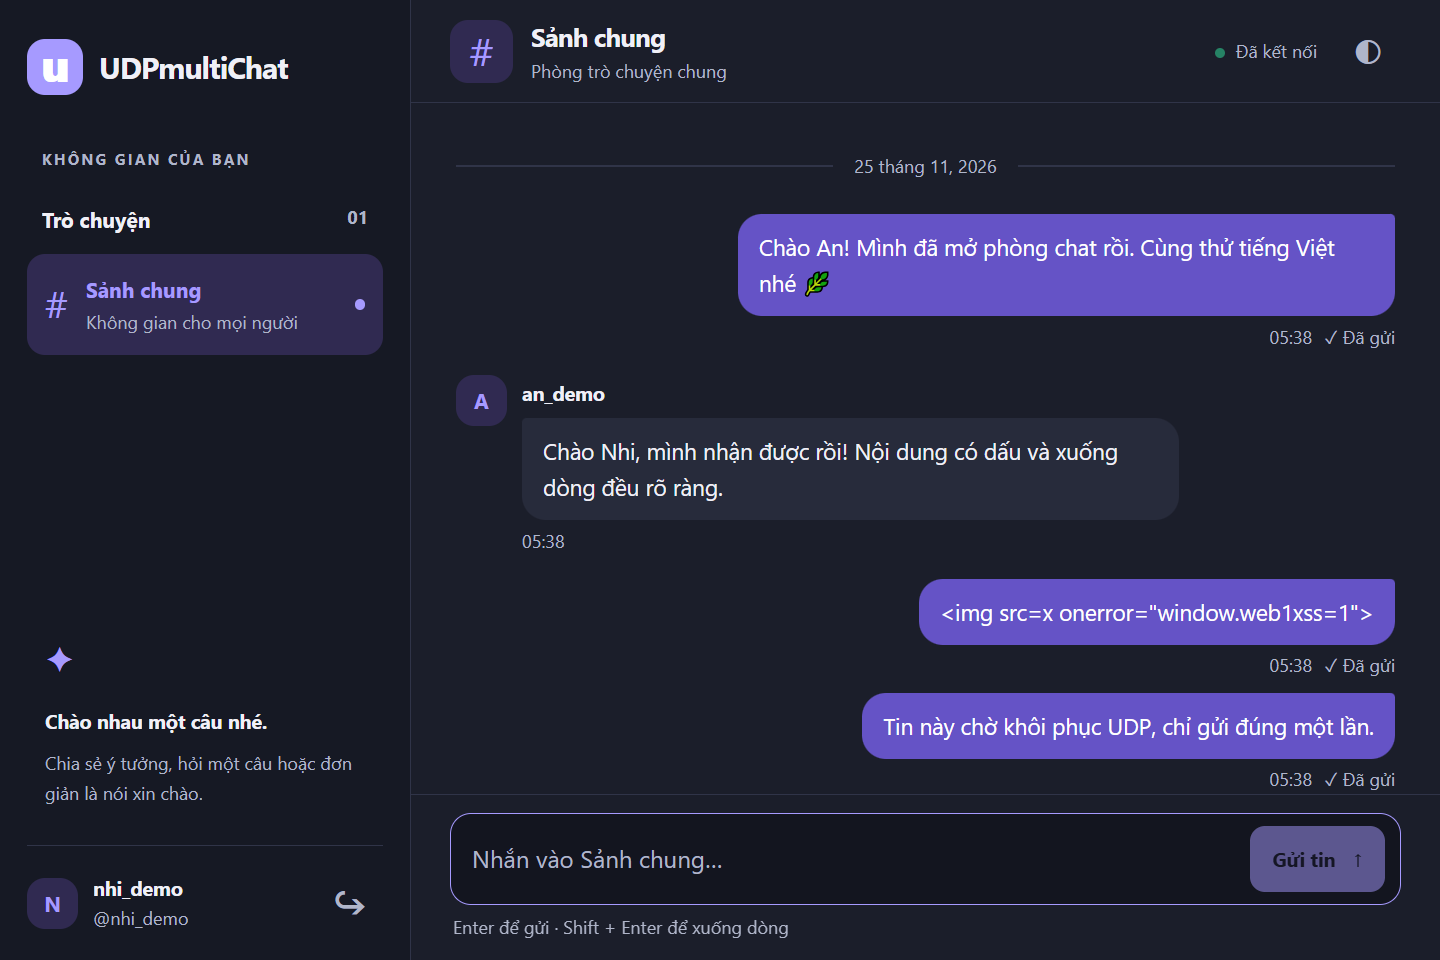 u UDPmultiChat
KHÔNG GIAN CỦA BẠN
Trò chuyện 01
# Sảnh chung
Không gian cho mọi người
Chào nhau một câu nhé.
Chia sẻ ý tưởng, hỏi một câu hoặc đơn
giản là nói xin chào.
N nhi_demo
@nhi_demo
# Sảnh chung
Phòng trò chuyện chung
Đã kết nối
25 tháng 11, 2026
Chào An! Mình đã mở phòng chat rồi. Cùng thử tiếng Việt
nhé 🌿
05:38 ✓ Đã gửi
A an_demo
Chào Nhi, mình nhận được rồi! Nội dung có dấu và xuống
dòng đều rõ ràng.
05:38
<img src=x onerror="window.web1xss=1">
05:38 ✓ Đã gửi
Tin này chờ khôi phục UDP, chỉ gửi đúng một lần.
05:38 ✓ Đã gửi
Nhắn vào Sảnh chung...
Gửi tin ↑
Enter để gửi · Shift + Enter để xuống dòng